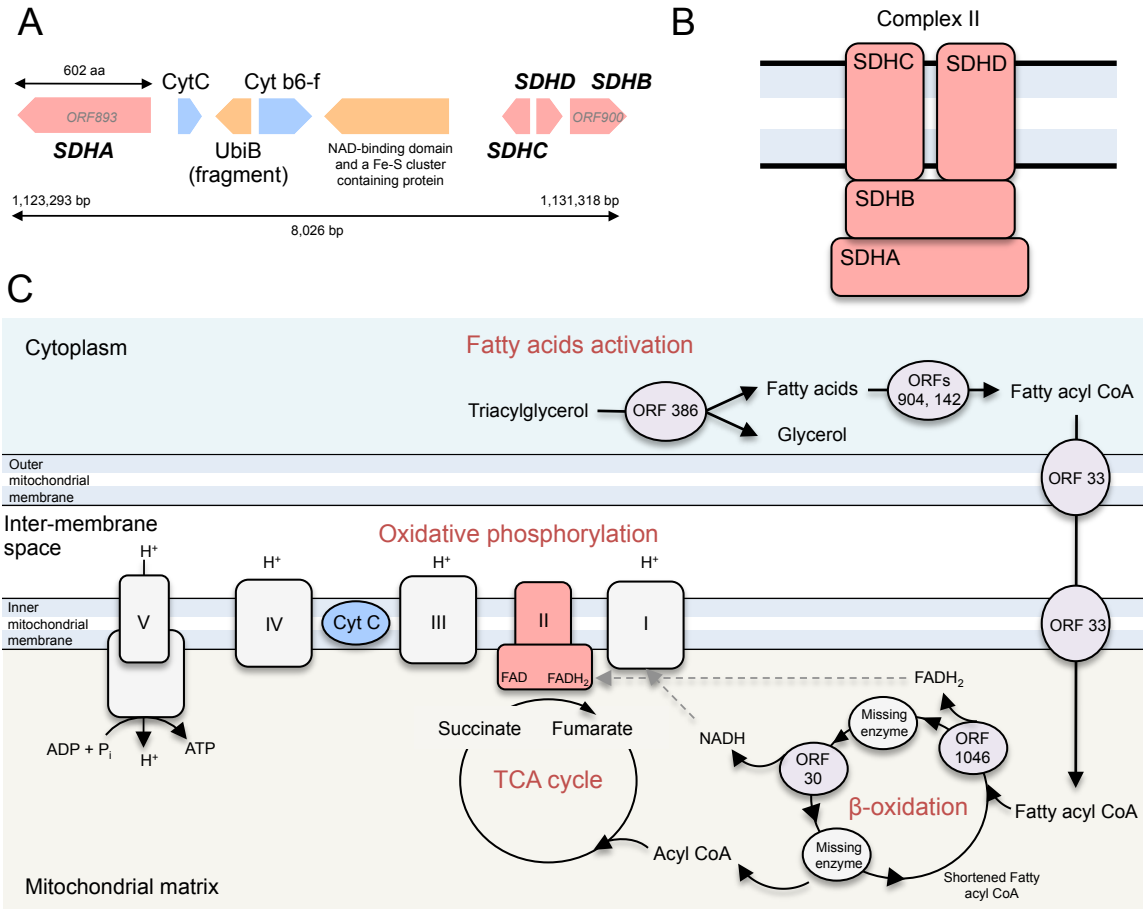 A
602 aa
CytC
Cyt b6-f
SDHD
SDHB
ORF893
ORF900
SDHA
UbiB
(fragment)
NAD-binding domain
and a Fe-S cluster
containing protein
SDHC
1,123,293 bp
1,131,318 bp
8,026 bp
B
Complex II
SDHC
SDHD
SDHB
SDHA
C
Cytoplasm
Fatty acids activation
Triacylglycerol
ORF 386
Fatty acids
Glycerol
ORFs
904, 142
Fatty acyl CoA
Outer
mitochondrial
membrane
ORF 33
Inter-membrane
space
Oxidative phosphorylation
H⁺
H⁺
H⁺
H⁺
Inner
mitochondrial
membrane
V
IV
Cyt C
III
II
I
ORF 33
FAD
FADH₂
ADP + Pᵢ
H⁺
ATP
Succinate
Fumarate
TCA cycle
Acyl CoA
NADH
FADH₂
Missing
enzyme
ORF
1046
ORF
30
β-oxidation
Missing
enzyme
Fatty acyl CoA
Shortened Fatty
acyl CoA
Mitochondrial matrix